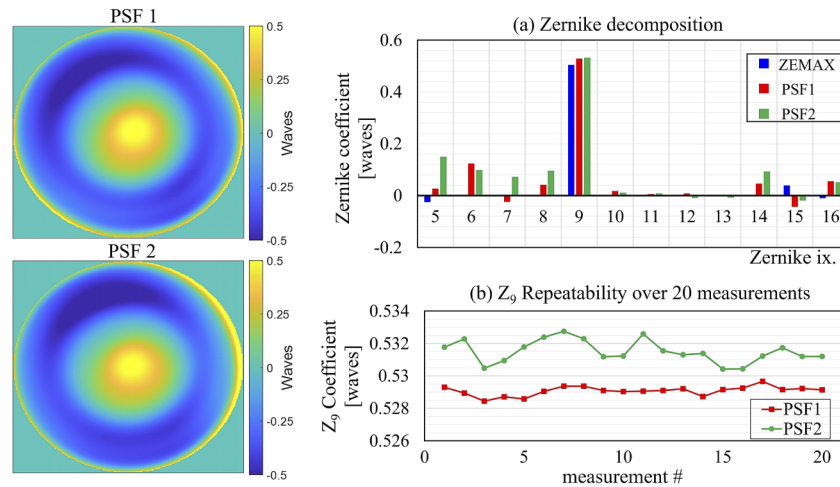 PSF 1
0.5
0.25
0
-0.25
-0.5
Waves
PSF 2
0.5
0.25
0
-0.25
-0.5
Waves
(a) Zernike decomposition
0.6
0.4
0.2
0
-0.2
Zernike coefficient
[waves]
ZEMAX
PSF1
PSF2
5 6 7 8 9 10 11 12 13 14 15 16
Zernike ix.
(b) Z₉ Repeatability over 20 measurements
0.534
0.532
0.53
0.528
0.526
Z₉ Coefficient
[waves]
PSF1
PSF2
0 5 10 15 20
measurement #